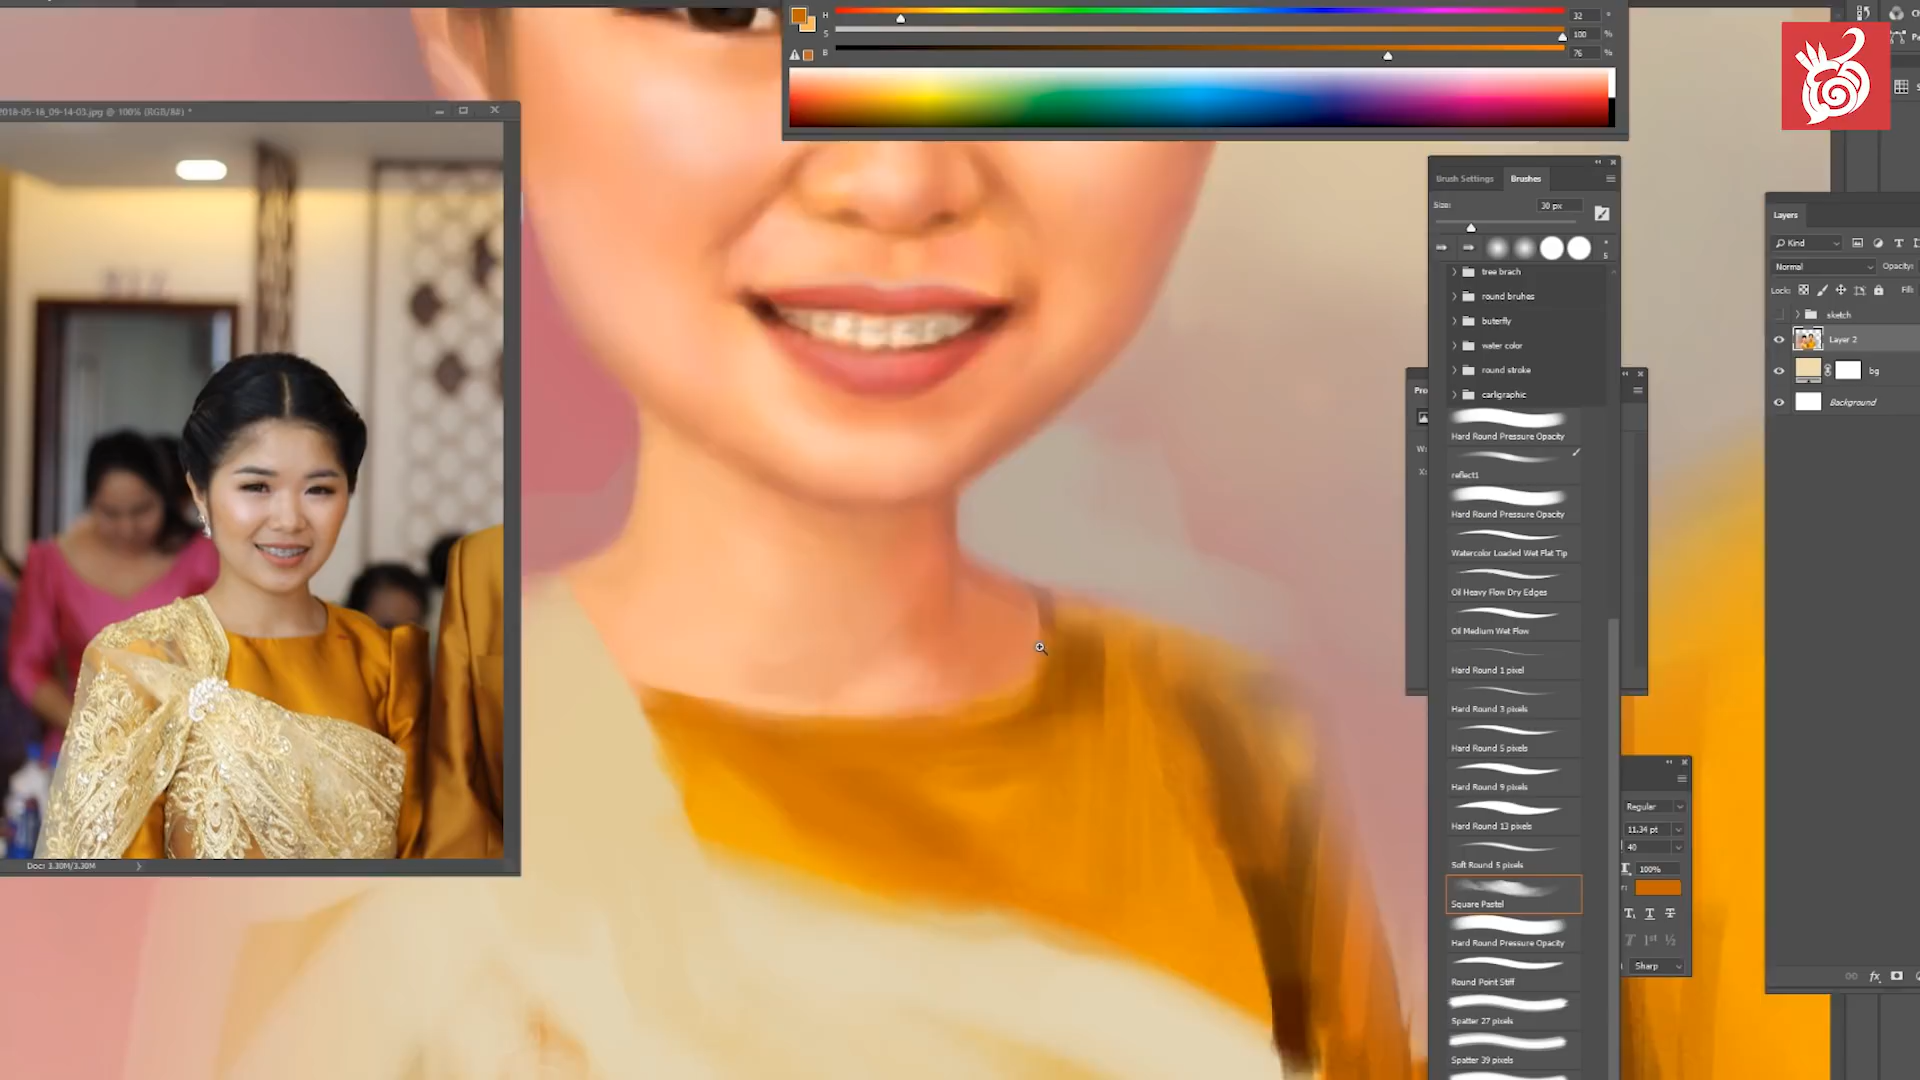 H 32 °
S 100 %
B 76 %
2018-05-18_09-14-03.jpg @ 100% (RGB/8#) *
Doc: 3.30M/3.30M
Brush Settings
Brushes
Size:
30 px
5
tree brach
round bruhes
buterfly
water color
round stroke
carligraphic
Hard Round Pressure Opacity
reflect1
Hard Round Pressure Opacity
Watercolor Loaded Wet Flat Tip
Oil Heavy Flow Dry Edges
Oil Medium Wet Flow
Hard Round 1 pixel
Hard Round 3 pixels
Hard Round 5 pixels
Hard Round 9 pixels
Hard Round 13 pixels
Soft Round 5 pixels
Square Pastel
Hard Round Pressure Opacity
Round Point Stiff
Spatter 27 pixels
Spatter 39 pixels
Pro
W:
X:
Regular
11.34 pt
40
100%
Sharp
Layers
Kind
Normal
Opacity:
Lock:
Fill:
sketch
Layer 2
bg
Background
fx